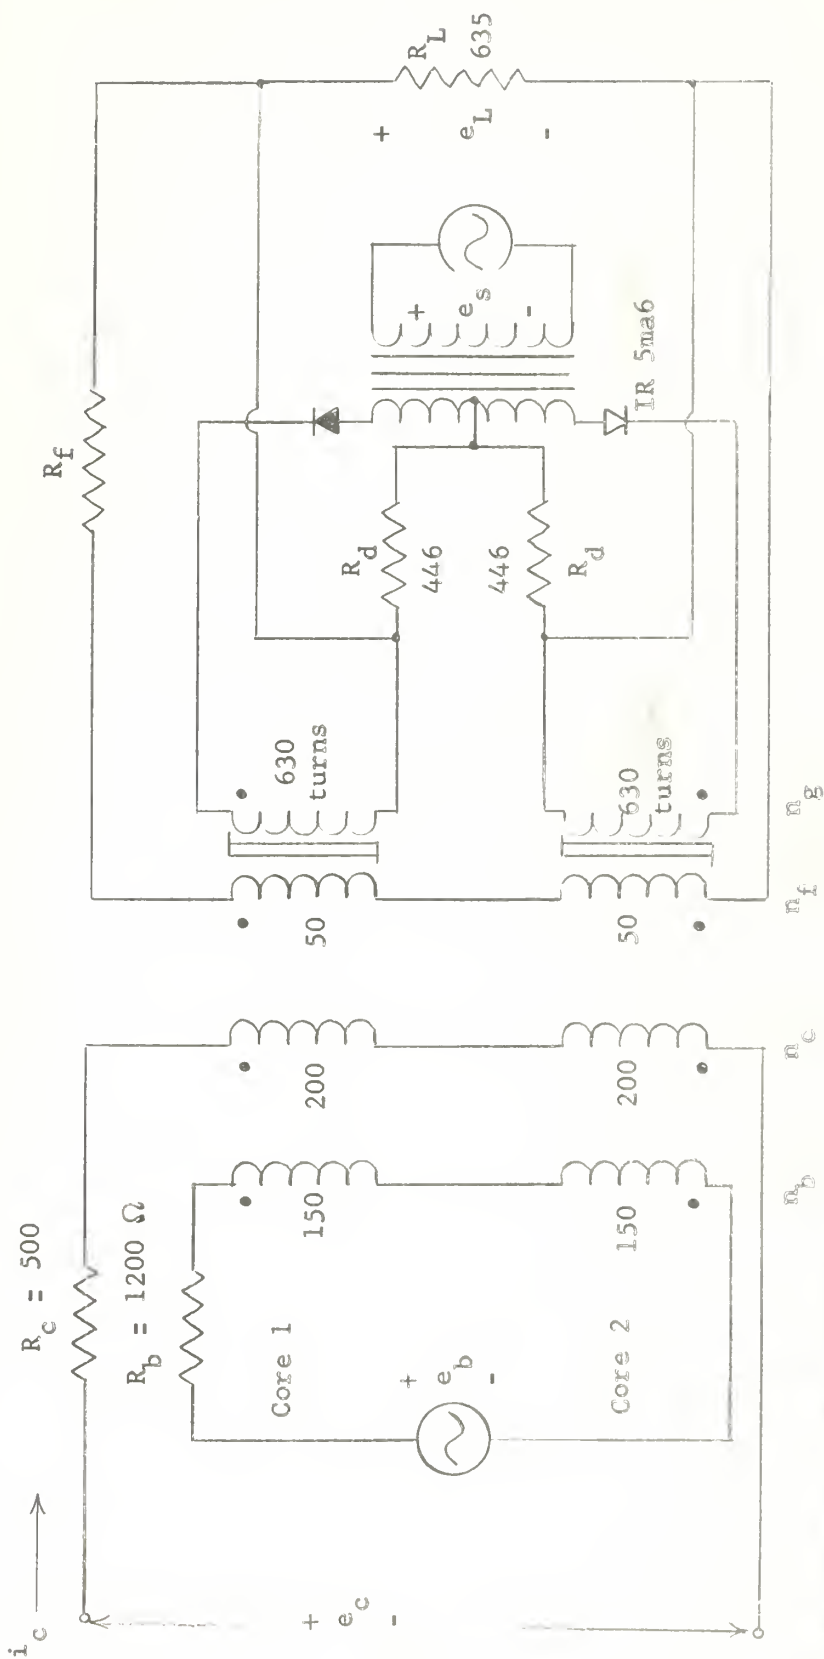 i_c
R_c = 500
R_b = 1200 Ω
+ e_c -
Core 1
+ e_b -
Core 2
150
150
n_b
200
200
n_c
50
50
n_f
630
turns
630
turns
n_g
R_f
R_d
446
446
R_d
+ e_s -
IR 5ma6
+ e_L -
R_L
635